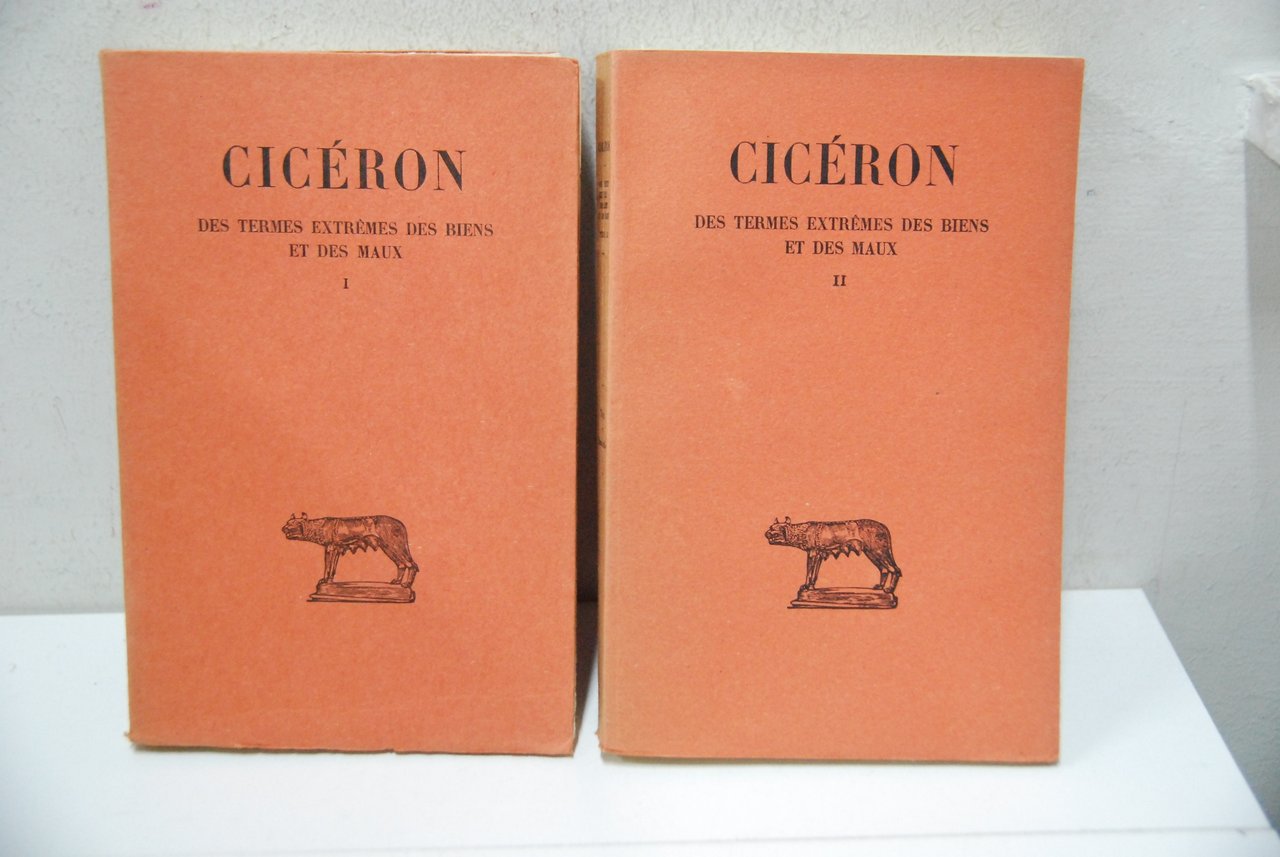 CICÉRON
DES TERMES EXTRÊMES DES BIENS
ET DES MAUX
I
CICÉRON
DES TERMES EXTRÊMES DES BIENS
ET DES MAUX
II